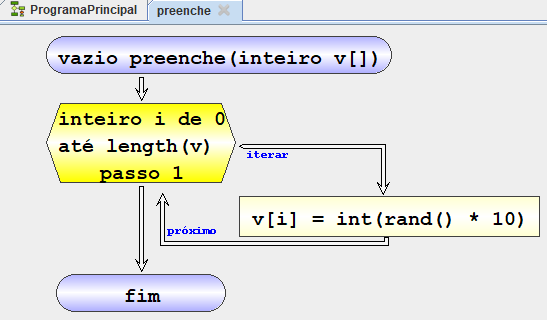 ProgramaPrincipal
preenche
vazio preenche(inteiro v[])
inteiro i de 0
até length(v)
passo 1
iterar
v[i] = int(rand() * 10)
próximo
fim